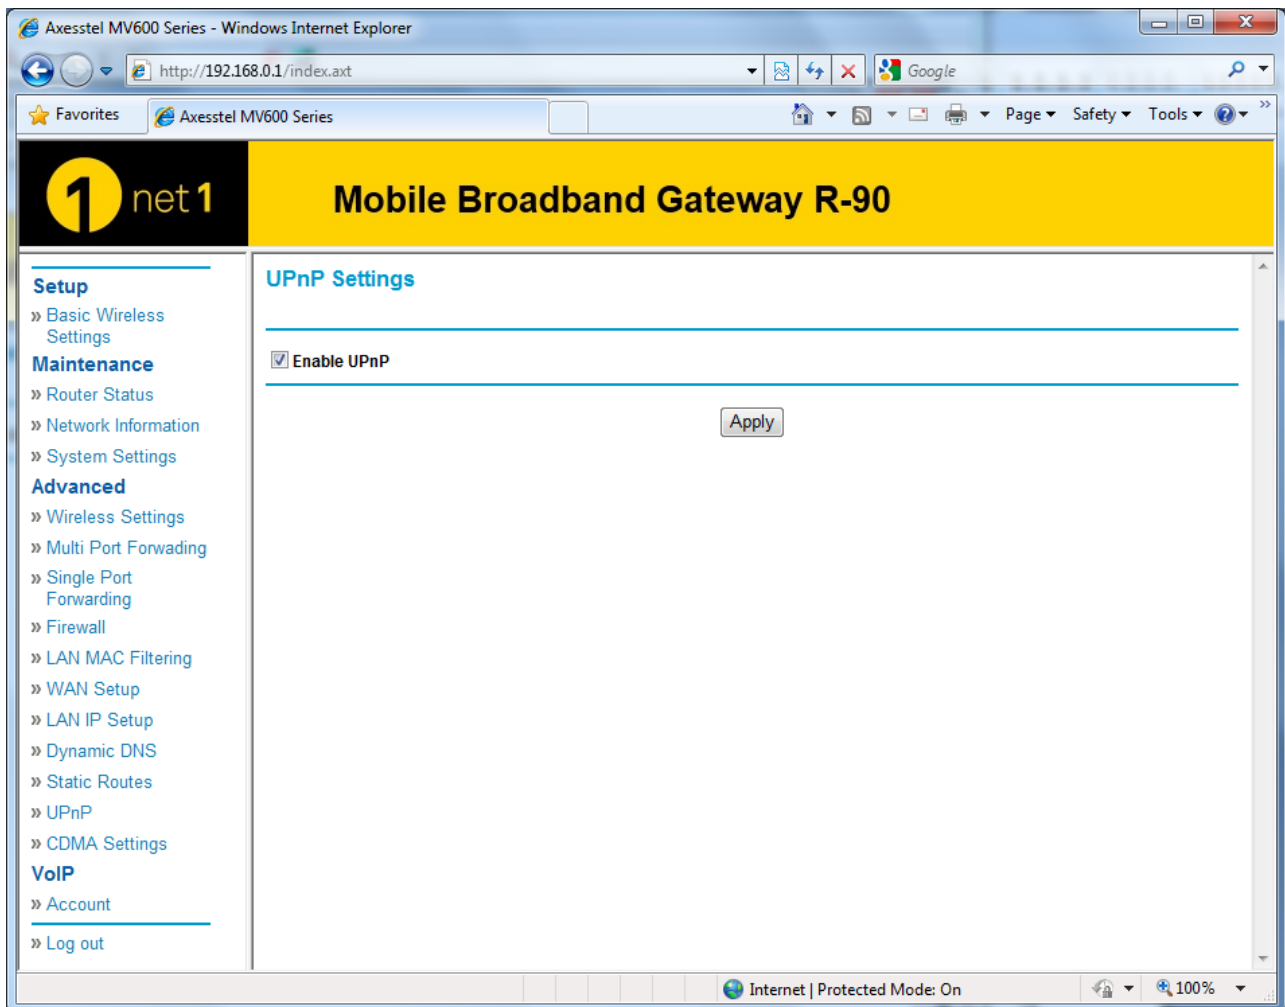 Axesstel MV600 Series - Windows Internet Explorer
http://192.168.0.1/index.axt
Google
Favorites
Axesstel MV600 Series
Page
Safety
Tools
1 net1
Mobile Broadband Gateway R-90
Setup
» Basic Wireless
Settings
Maintenance
» Router Status
» Network Information
» System Settings
Advanced
» Wireless Settings
» Multi Port Forwading
» Single Port
Forwarding
» Firewall
» LAN MAC Filtering
» WAN Setup
» LAN IP Setup
» Dynamic DNS
» Static Routes
» UPnP
» CDMA Settings
VoIP
» Account
» Log out
UPnP Settings
Enable UPnP
Apply
Internet | Protected Mode: On
100%